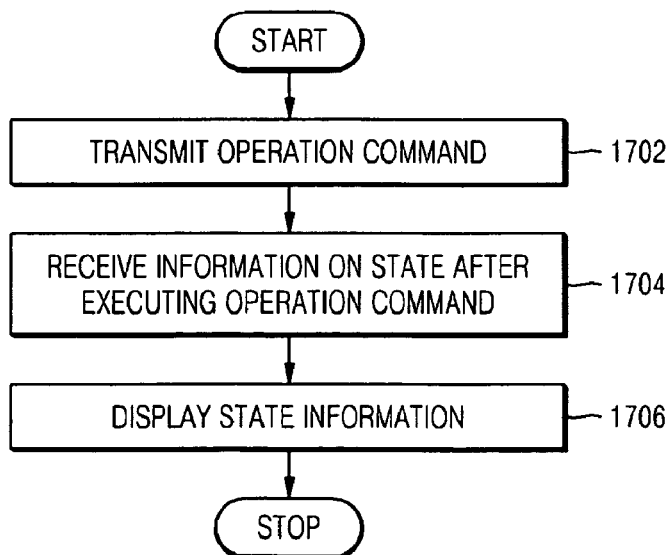 START
TRANSMIT OPERATION COMMAND
1702
RECEIVE INFORMATION ON STATE AFTER
EXECUTING OPERATION COMMAND
1704
DISPLAY STATE INFORMATION
1706
STOP